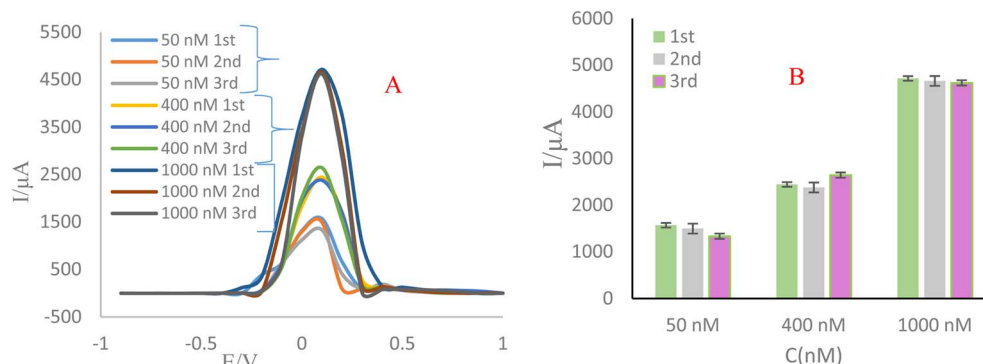 5500
4500
3500
2500
1500
500
-500
I/µA
50 nM 1st
50 nM 2nd
50 nM 3rd
400 nM 1st
400 nM 2nd
400 nM 3rd
1000 nM 1st
1000 nM 2nd
1000 nM 3rd
A
-1
-0.5
0
0.5
1
E/V
6000
5000
4000
3000
2000
1000
0
I/µA
1st
2nd
3rd
B
50 nM
400 nM
1000 nM
C(nM)